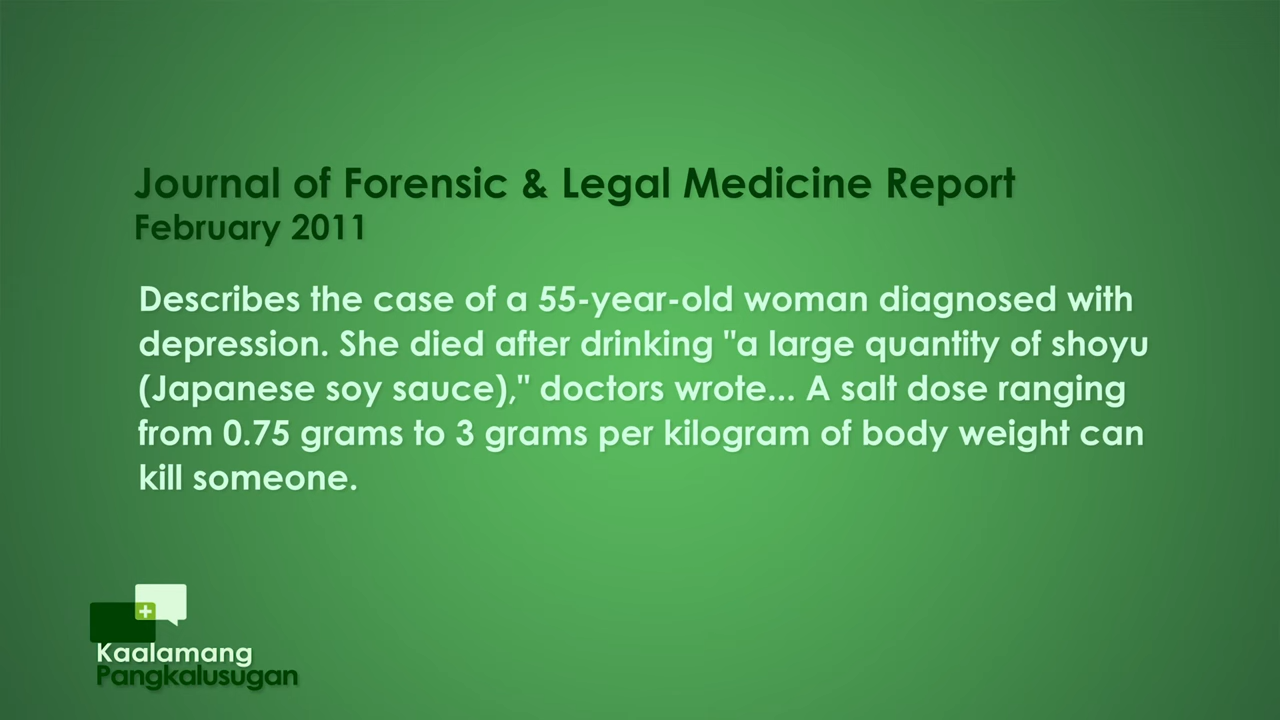 Journal of Forensic & Legal Medicine Report
February 2011
Describes the case of a 55-year-old woman diagnosed with
depression. She died after drinking "a large quantity of shoyu
(Japanese soy sauce)," doctors wrote... A salt dose ranging
from 0.75 grams to 3 grams per kilogram of body weight can
kill someone.
Kaalamang
Pangkalusugan